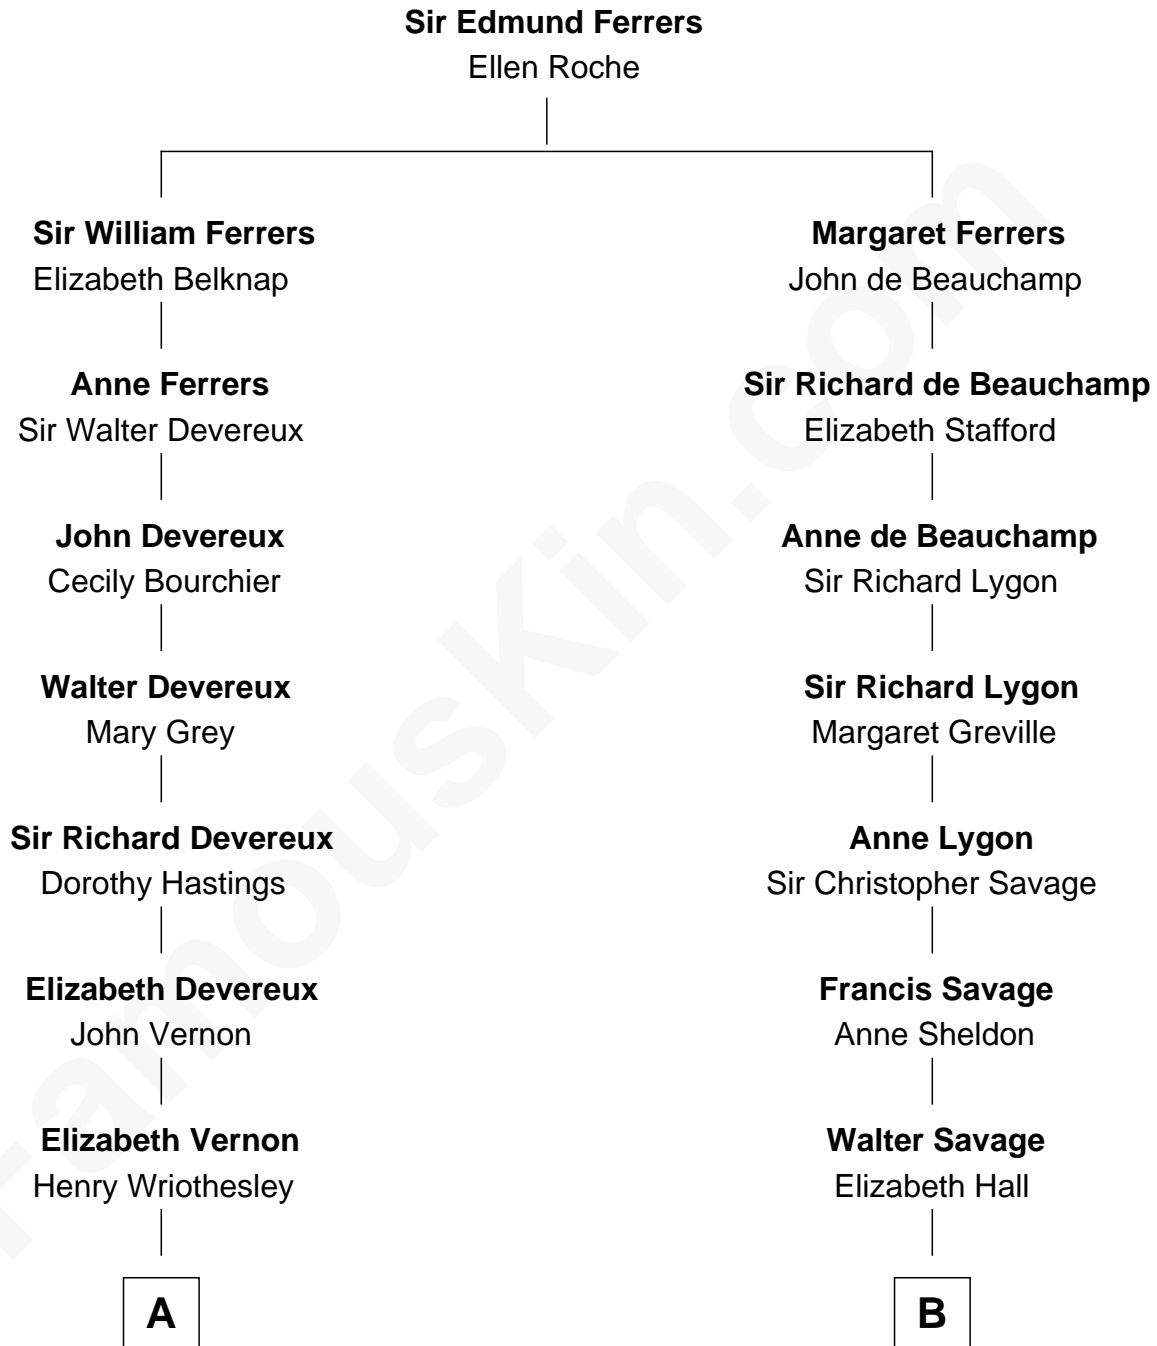 Sir Edmund Ferrers
Ellen Roche
Sir William Ferrers
Elizabeth Belknap
Margaret Ferrers
John de Beauchamp
Anne Ferrers
Sir Walter Devereux
Sir Richard de Beauchamp
Elizabeth Stafford
John Devereux
Cecily Bourchier
Anne de Beauchamp
Sir Richard Lygon
Walter Devereux
Mary Grey
Sir Richard Lygon
Margaret Greville
Sir Richard Devereux
Dorothy Hastings
Anne Lygon
Sir Christopher Savage
Elizabeth Devereux
John Vernon
Francis Savage
Anne Sheldon
Elizabeth Vernon
Henry Wriothesley
Walter Savage
Elizabeth Hall
A
B
FamousKin.com